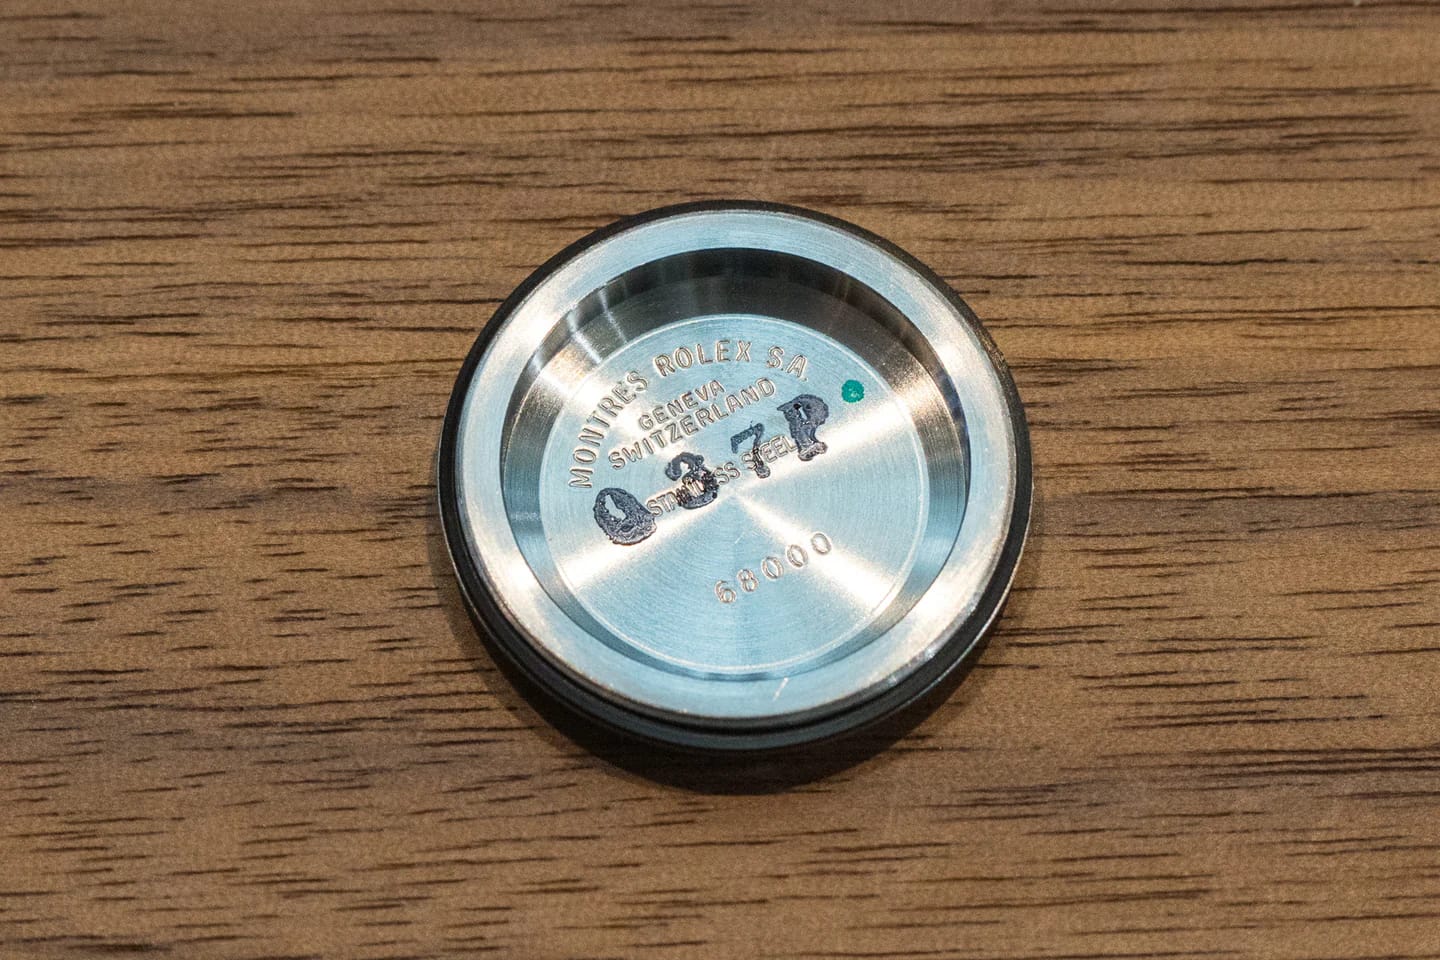 MONTRES ROLEX S.A.
GENEVA
SWITZERLAND
STAINLESS STEEL
037P
68000